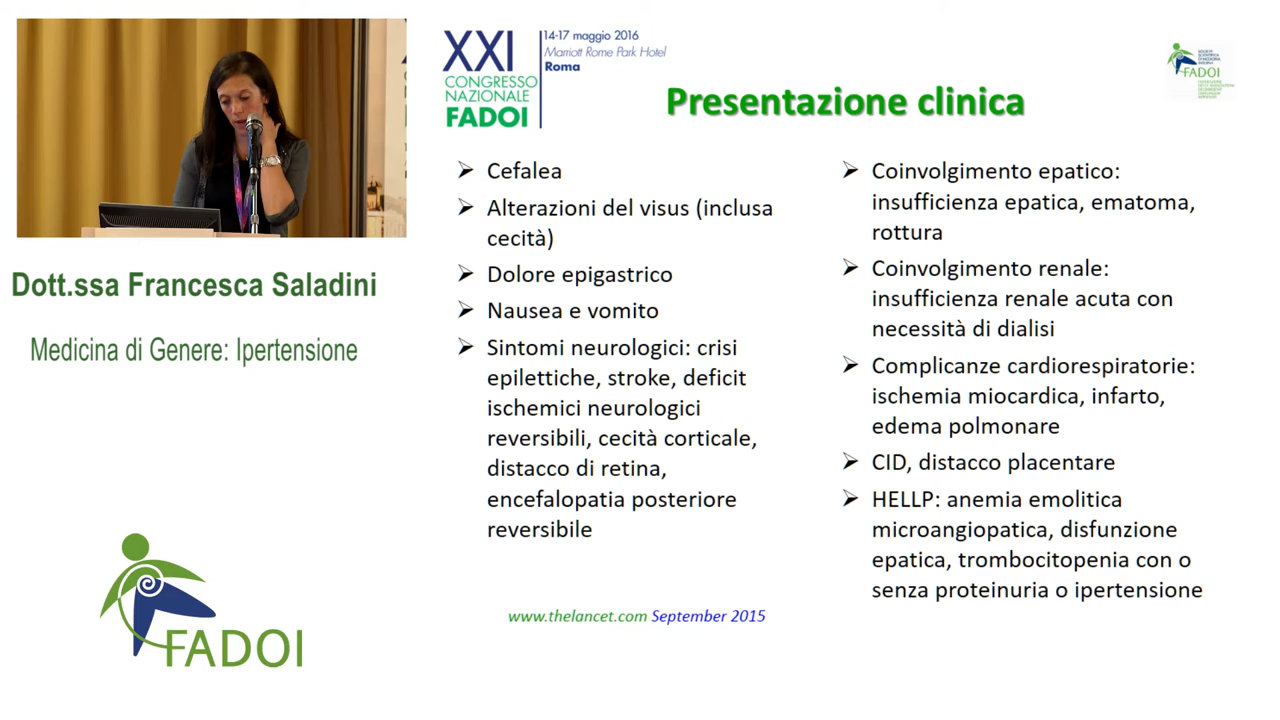 XXI
CONGRESSO
NAZIONALE
FADOI
14-17 maggio 2016
Marriott Rome Park Hotel
Roma
FADOI
Presentazione clinica
Cefalea
Alterazioni del visus (inclusa
cecità)
Dolore epigastrico
Nausea e vomito
Sintomi neurologici: crisi
epilettiche, stroke, deficit
ischemici neurologici
reversibili, cecità corticale,
distacco di retina,
encefalopatia posteriore
reversibile
Coinvolgimento epatico:
insufficienza epatica, ematoma,
rottura
Coinvolgimento renale:
insufficienza renale acuta con
necessità di dialisi
Complicanze cardiorespiratorie:
ischemia miocardica, infarto,
edema polmonare
CID, distacco placentare
HELLP: anemia emolitica
microangiopatica, disfunzione
epatica, trombocitopenia con o
senza proteinuria o ipertensione
www.thelancet.com September 2015
Dott.ssa Francesca Saladini
Medicina di Genere: Ipertensione
FADOI